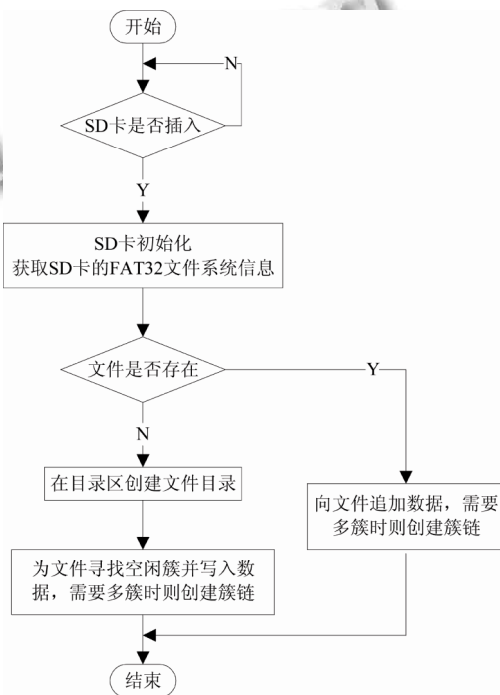 开始
N
SD卡是否插入
Y
SD卡初始化
获取SD卡的FAT32文件系统信息
文件是否存在
Y
N
在目录区创建文件目录
向文件追加数据，需要
多簇时则创建簇链
为文件寻找空闲簇并写入数
据，需要多簇时则创建簇链
结束